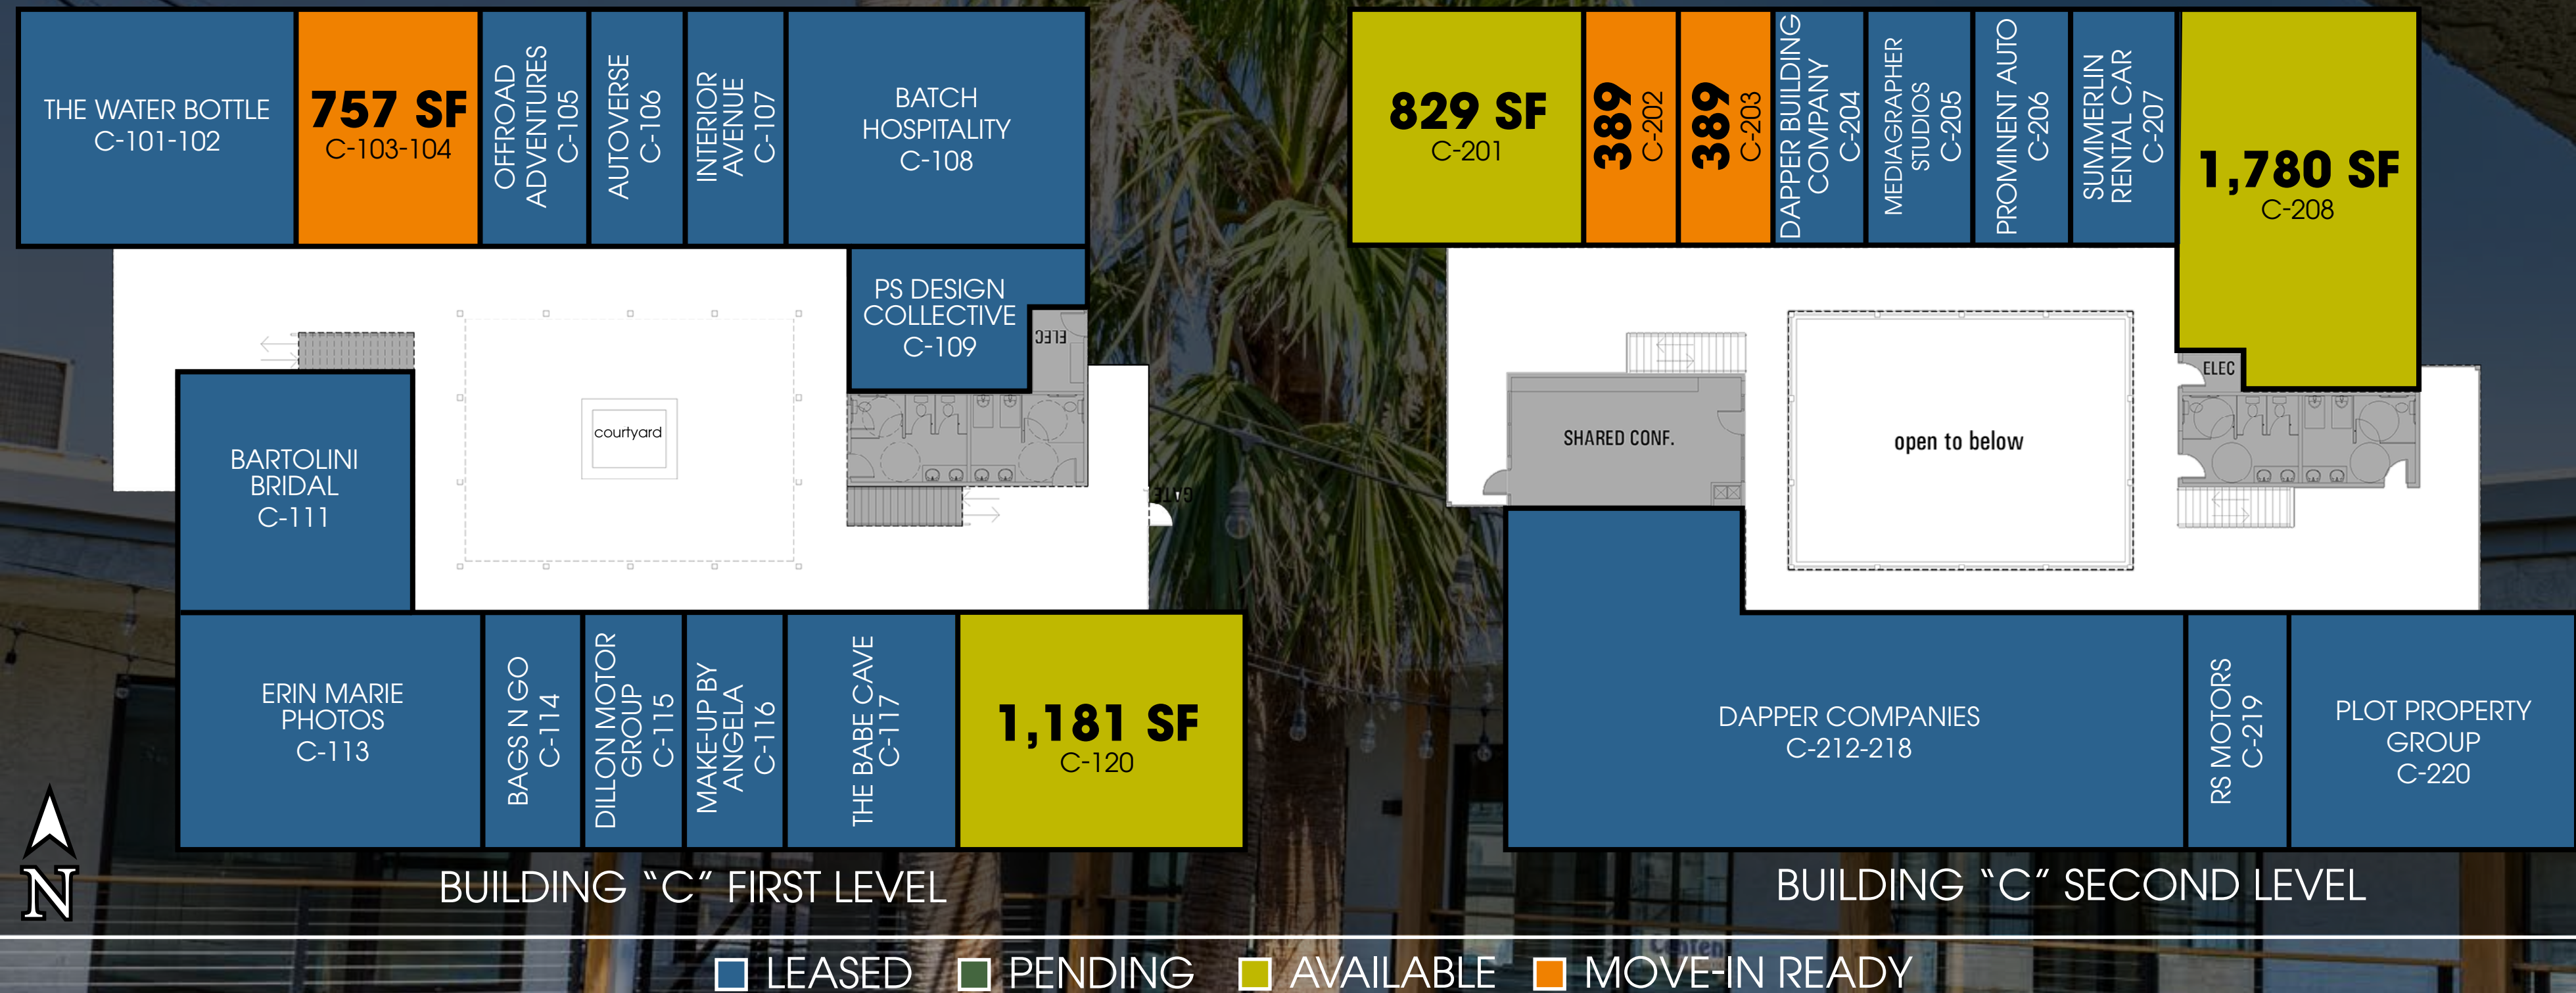 THE WATER BOTTLE
C-101-102
757 SF
C-103-104
OFFROAD
ADVENTURES
C-105
AUTOVERSE
C-106
INTERIOR
AVENUE
C-107
BATCH
HOSPITALITY
C-108
PS DESIGN
COLLECTIVE
C-109
ELEC
courtyard
GATE
BARTOLINI
BRIDAL
C-111
ERIN MARIE
PHOTOS
C-113
BAGS N GO
C-114
DILLON MOTOR
GROUP
C-115
MAKE-UP BY
ANGELA
C-116
THE BABE CAVE
C-117
1,181 SF
C-120
BUILDING “C” FIRST LEVEL
829 SF
C-201
389
C-202
389
C-203
DAPPER BUILDING
COMPANY
C-204
MEDIAGRAPHER
STUDIOS
C-205
PROMINENT AUTO
C-206
SUMMERLIN
RENTAL CAR
C-207
1,780 SF
C-208
ELEC
SHARED CONF.
open to below
DAPPER COMPANIES
C-212-218
RS MOTORS
C-219
PLOT PROPERTY
GROUP
C-220
BUILDING “C” SECOND LEVEL
N
LEASED
PENDING
AVAILABLE
MOVE-IN READY